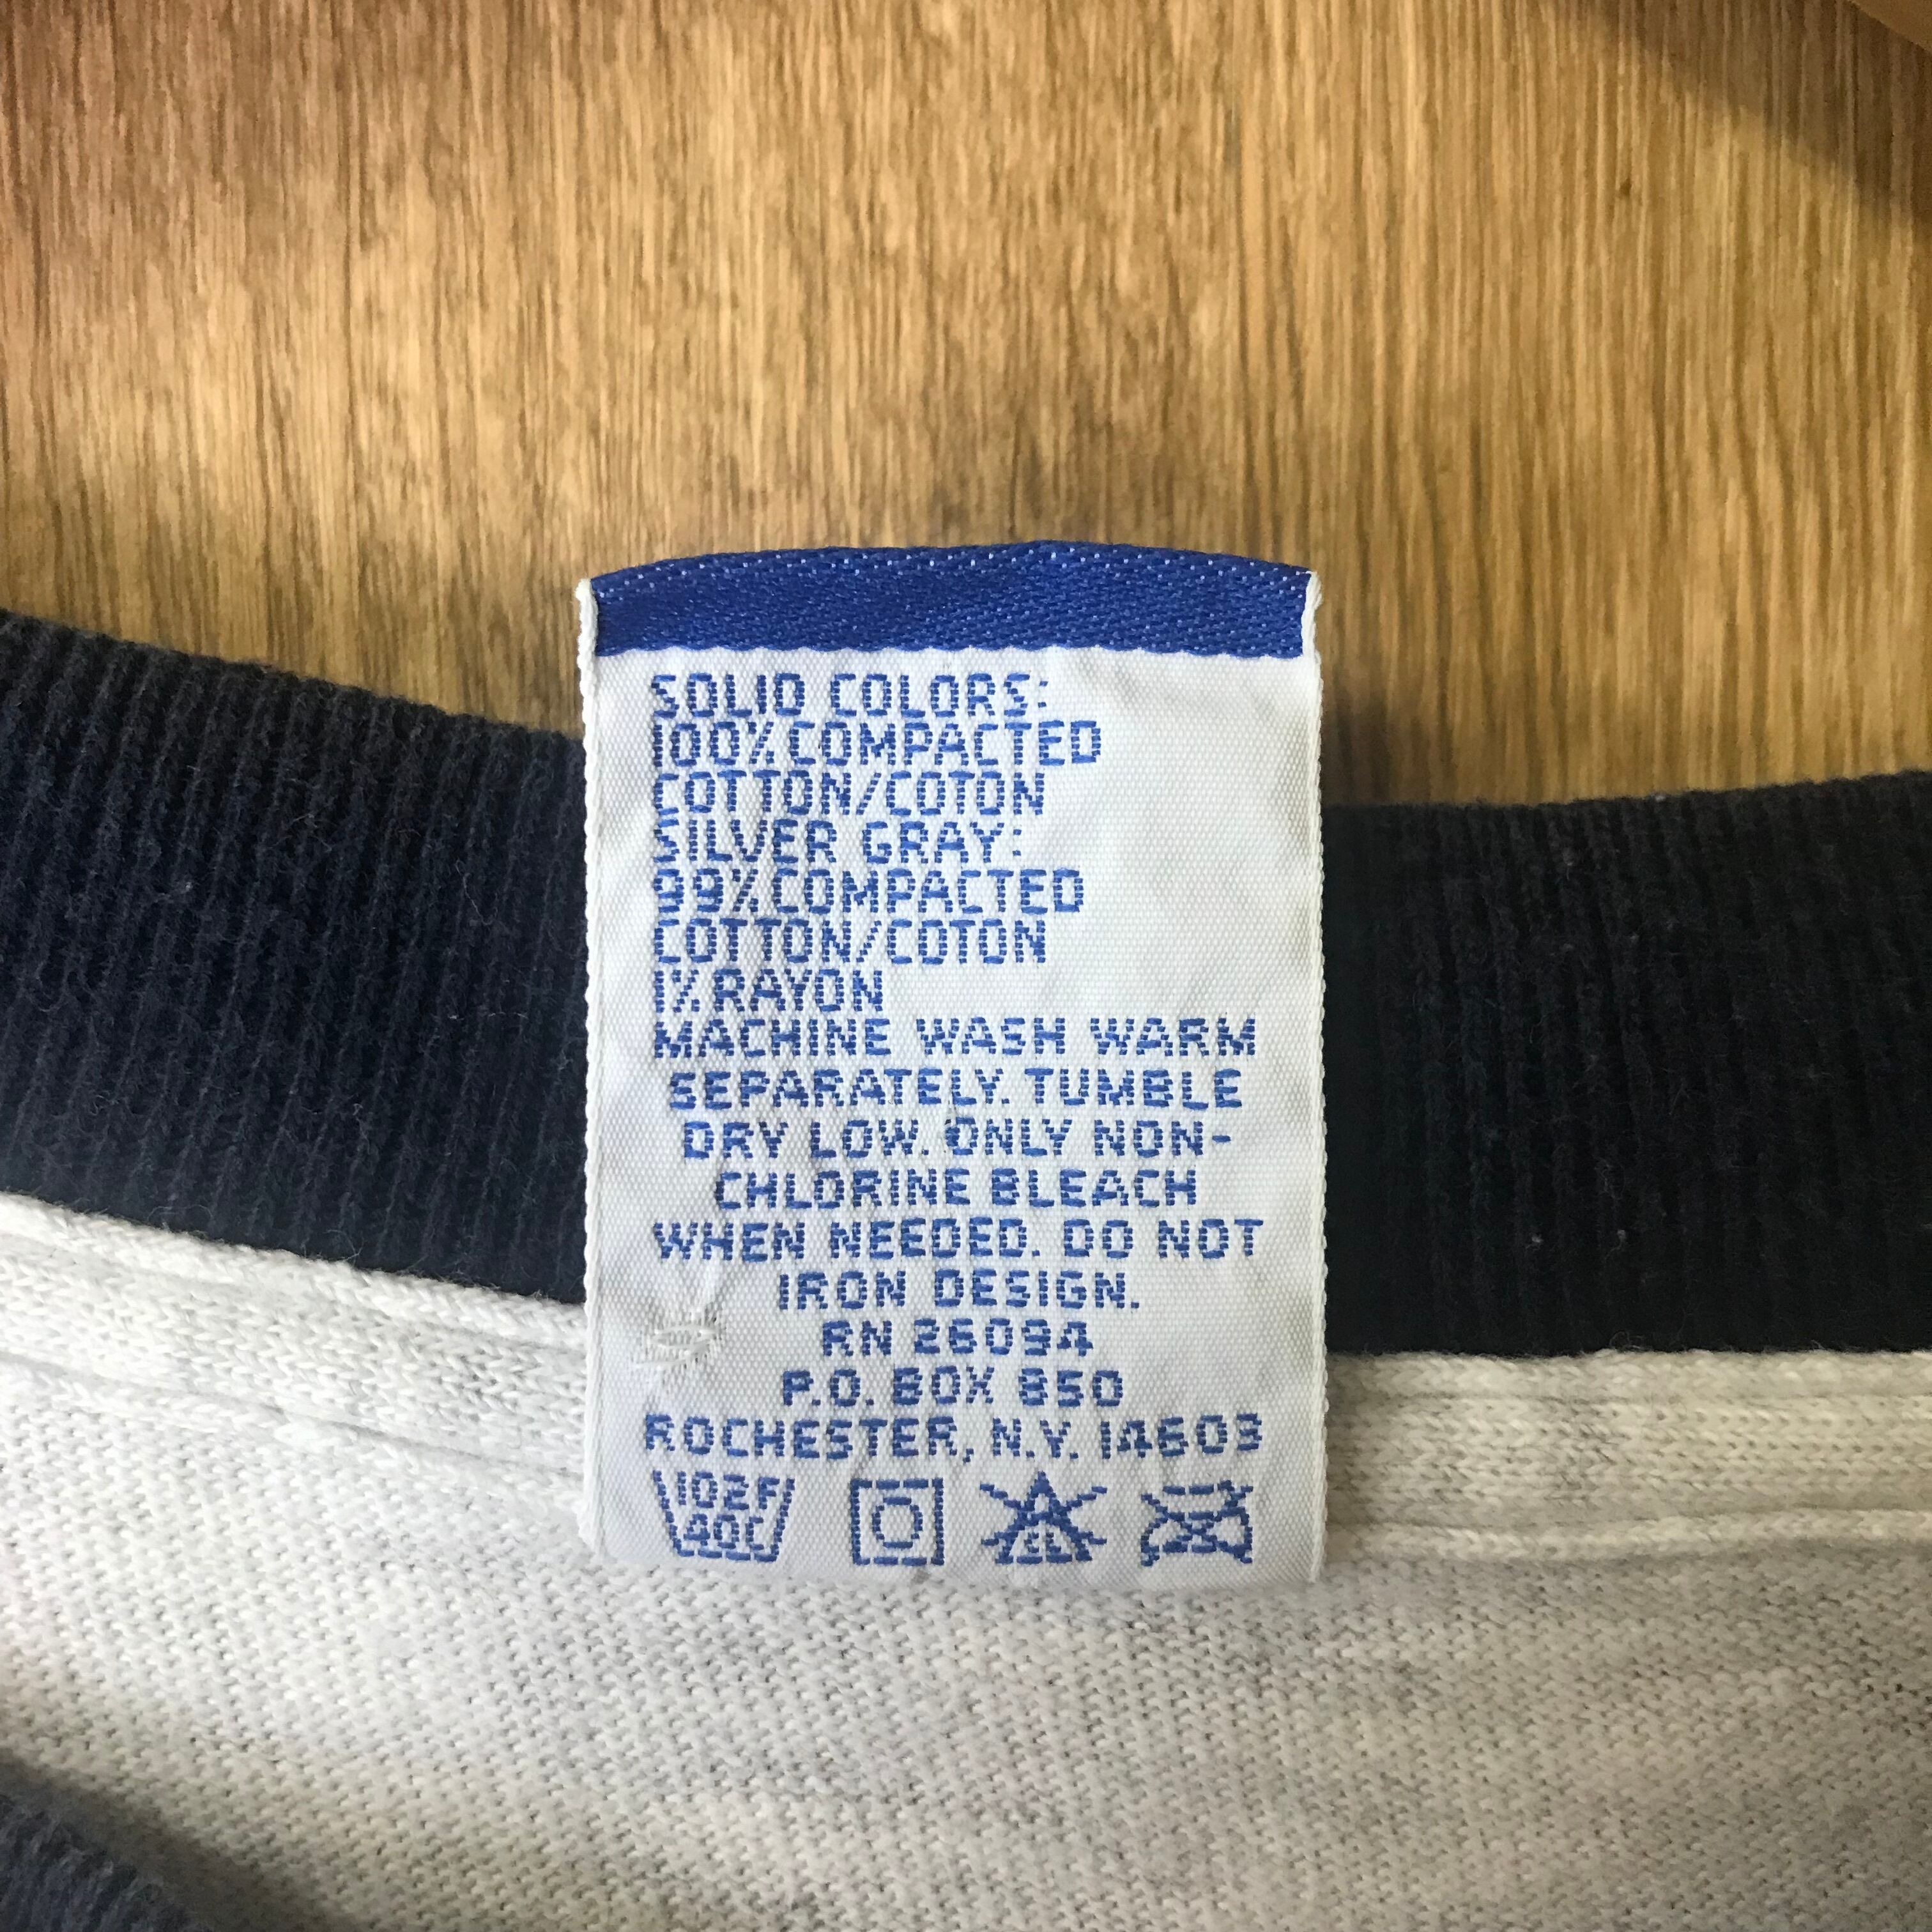 SOLID COLORS:
100% COMPACTED
COTTON/COTON
SILVER GRAY:
99% COMPACTED
COTTON/COTON
1% RAYON
MACHINE WASH WARM
SEPARATELY. TUMBLE
DRY LOW. ONLY NON-
CHLORINE BLEACH
WHEN NEEDED. DO NOT
IRON DESIGN.
RN 26094
P.O. BOX 850
ROCHESTER, N.Y. 14603
102F CL
40C